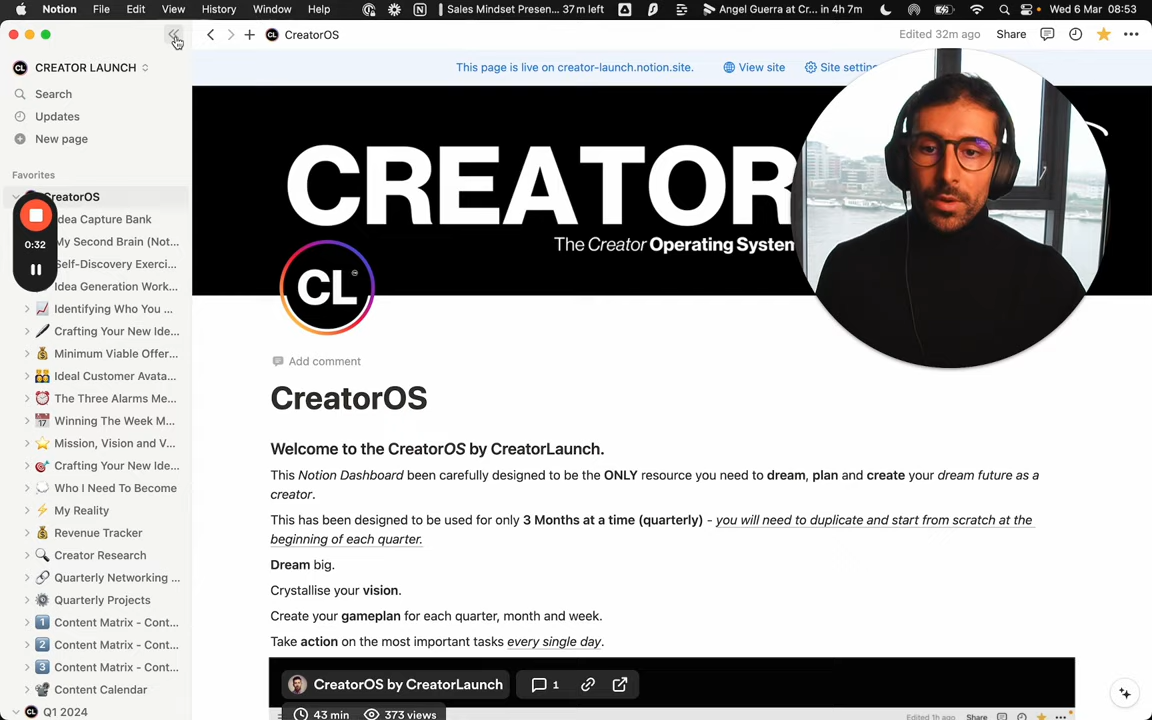 Notion File Edit View History Window Help Sales Mindset Presen... 37 m left Angel Guerra at Cr... in 4h 7m Wed 6 Mar 08:53
CreatorOS Edited 32m ago Share
CREATOR LAUNCH
Search
Updates
New page
Favorites
CreatorOS
dea Capture Bank
My Second Brain (Not...
Self-Discovery Exerci...
dea Generation Work...
Identifying Who You ...
Crafting Your New Ide...
Minimum Viable Offer...
Ideal Customer Avata...
The Three Alarms Me...
Winning The Week M...
Mission, Vision and V...
Crafting Your New Ide...
Who I Need To Become
My Reality
Revenue Tracker
Creator Research
Quarterly Networking ...
Quarterly Projects
1 Content Matrix - Cont...
2 Content Matrix - Cont...
3 Content Matrix - Cont...
Content Calendar
CL Q1 2024
0:32
This page is live on creator-launch.notion.site. View site Site settin
CREATOR
The Creator Operating System
CL
Add comment
CreatorOS
Welcome to the CreatorOS by CreatorLaunch.
This Notion Dashboard been carefully designed to be the ONLY resource you need to dream, plan and create your dream future as a
creator.
This has been designed to be used for only 3 Months at a time (quarterly) - you will need to duplicate and start from scratch at the
beginning of each quarter.
Dream big.
Crystallise your vision.
Create your gameplan for each quarter, month and week.
Take action on the most important tasks every single day.
CreatorOS by CreatorLaunch 1
43 min 373 views
Edited 1h ago Share